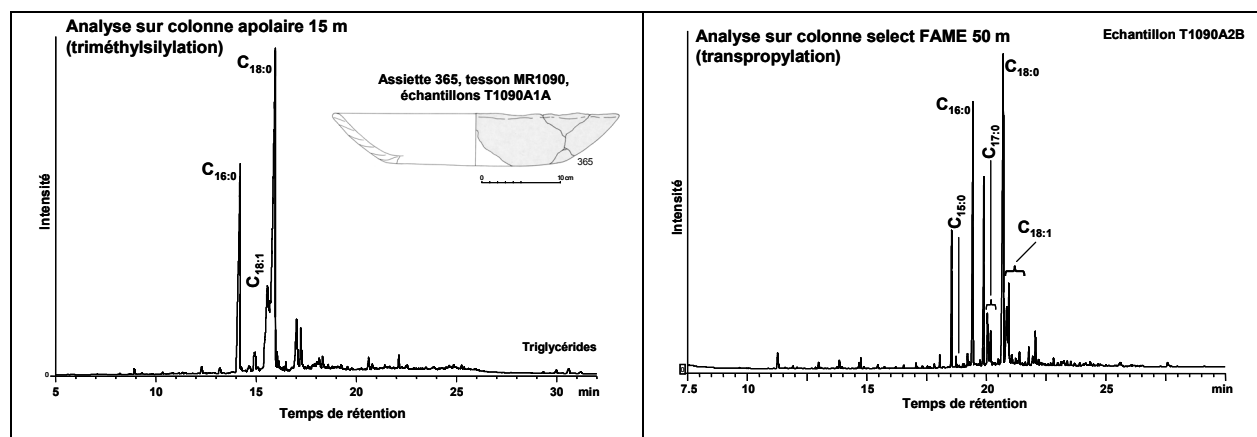 Analyse sur colonne apolaire 15 m
(triméthylsilylation)
C18:0
Assiette 365, tesson MR1090,
échantillons T1090A1A
365
0 10 cm
C16:0
C18:1
Intensité
Triglycérides
0
5 10 15 20 25 30 min
Temps de rétention
Analyse sur colonne select FAME 50 m
(transpropylation)
Echantillon T1090A2B
C18:0
C16:0
C17:0
C15:0
C18:1
Intensité
0
7.5 10 15 20 25 min
Temps de rétention